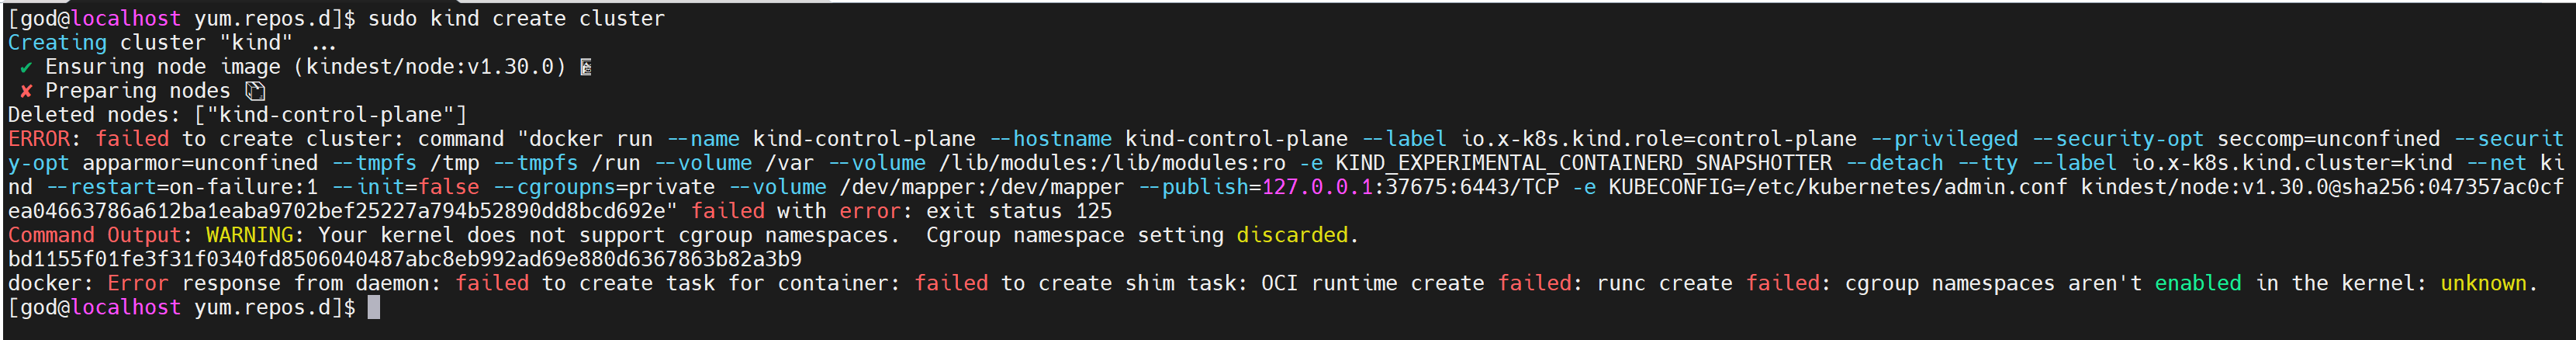 [god@localhost yum.repos.d]$ sudo kind create cluster
Creating cluster "kind" ...
✔ Ensuring node image (kindest/node:v1.30.0)
✘ Preparing nodes
Deleted nodes: ["kind-control-plane"]
ERROR: failed to create cluster: command "docker run --name kind-control-plane --hostname kind-control-plane --label io.x-k8s.kind.role=control-plane --privileged --security-opt seccomp=unconfined --securit
y-opt apparmor=unconfined --tmpfs /tmp --tmpfs /run --volume /var --volume /lib/modules:/lib/modules:ro -e KIND_EXPERIMENTAL_CONTAINERD_SNAPSHOTTER --detach --tty --label io.x-k8s.kind.cluster=kind --net ki
nd --restart=on-failure:1 --init=false --cgroupns=private --volume /dev/mapper:/dev/mapper --publish=127.0.0.1:37675:6443/TCP -e KUBECONFIG=/etc/kubernetes/admin.conf kindest/node:v1.30.0@sha256:047357ac0cf
ea04663786a612ba1eaba9702bef25227a794b52890dd8bcd692e" failed with error: exit status 125
Command Output: WARNING: Your kernel does not support cgroup namespaces.  Cgroup namespace setting discarded.
bd1155f01fe3f31f0340fd8506040487abc8eb992ad69e880d6367863b82a3b9
docker: Error response from daemon: failed to create task for container: failed to create shim task: OCI runtime create failed: runc create failed: cgroup namespaces aren't enabled in the kernel: unknown.
[god@localhost yum.repos.d]$